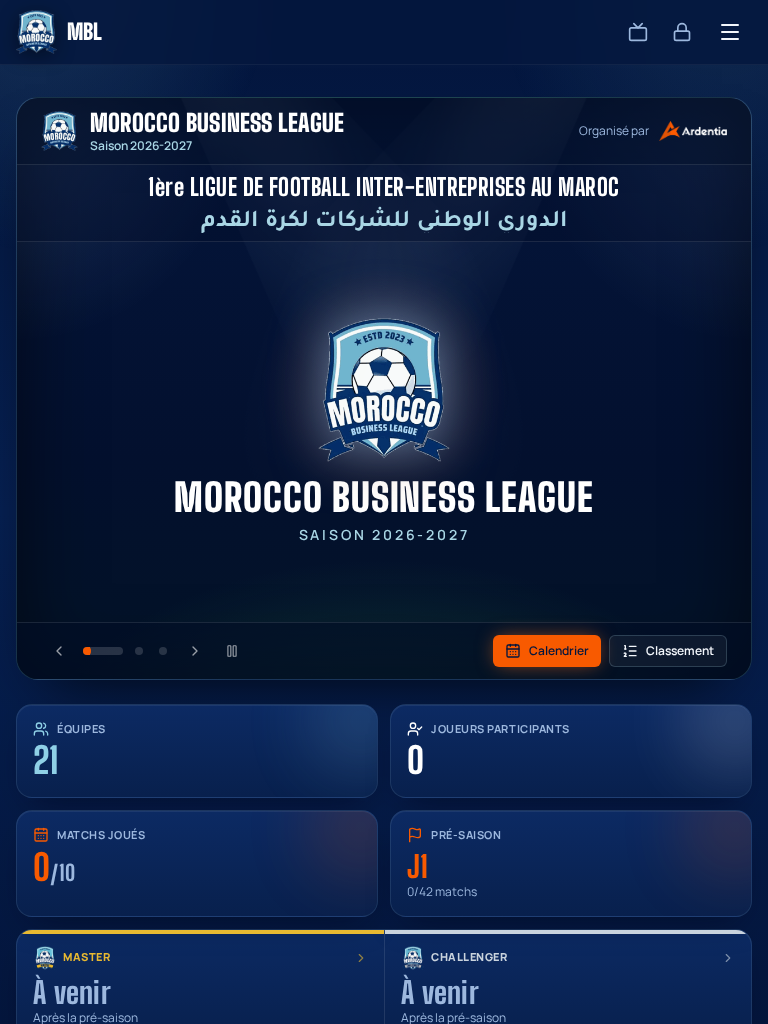 MBL
MOROCCO BUSINESS LEAGUE
Saison 2026-2027
Organisé par Ardentia
1ère LIGUE DE FOOTBALL INTER-ENTREPRISES AU MAROC
الدورى الوطنى للشركات لكرة القدم
ESTD 2023
MOROCCO
BUSINESS LEAGUE
MOROCCO BUSINESS LEAGUE
SAISON 2026-2027
Calendrier
Classement
ÉQUIPES
21
JOUEURS PARTICIPANTS
0
MATCHS JOUÉS
0/10
PRÉ-SAISON
J1
0/42 matchs
MASTER
À venir
Après la pré-saison
CHALLENGER
À venir
Après la pré-saison